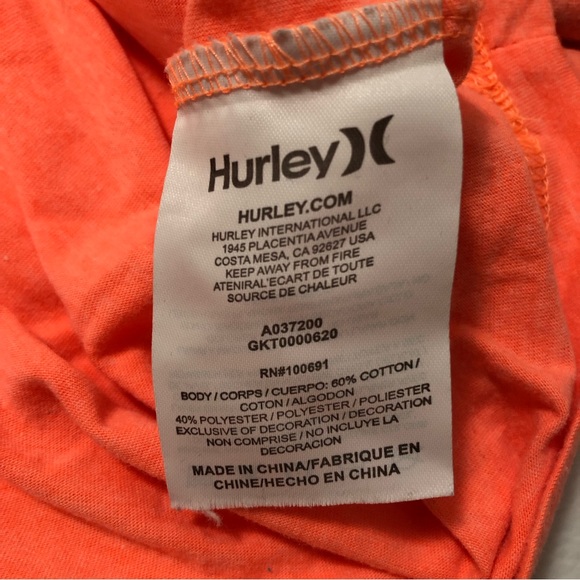 Hurley
HURLEY.COM
HURLEY INTERNATIONAL LLC
1945 PLACENTIA AVENUE
COSTA MESA, CA 92627 USA
KEEP AWAY FROM FIRE
ATENIRAL'ECART DE TOUTE
SOURCE DE CHALEUR
A037200
GKT0000620
RN#100691
BODY / CORPS / CUERPO: 60% COTTON /
COTON / ALGODON
40% POLYESTER / POLYESTER / POLIESTER
EXCLUSIVE OF DECORATION / DECORATION
NON COMPRISE / NO INCLUYE LA
DECORACION
MADE IN CHINA/FABRIQUE EN
CHINE/HECHO EN CHINA